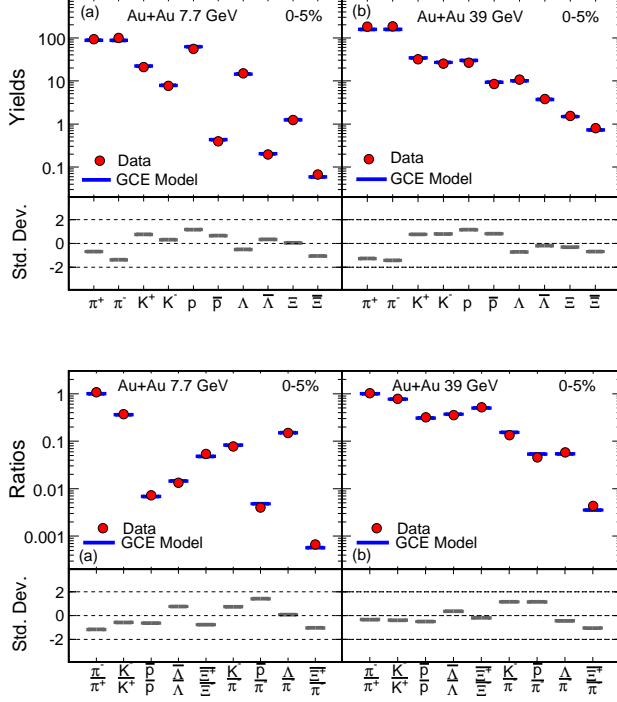 (a) Au+Au 7.7 GeV 0-5%
(b) Au+Au 39 GeV 0-5%
Yields
100
10
1
0.1
Data
GCE Model
Std. Dev.
2
0
-2
π⁺ π⁻ K⁺ K⁻ p p̅ Λ Λ̅ Ξ Ξ̅
π⁺ π⁻ K⁺ K⁻ p p̅ Λ Λ̅ Ξ Ξ̅
Au+Au 7.7 GeV 0-5%
Au+Au 39 GeV 0-5%
Ratios
1
0.1
0.01
0.001
Data
GCE Model
(a)
Data
GCE Model
(b)
Std. Dev.
2
0
-2
π⁻/π⁺ K⁻/K⁺ p̅/p Λ̅/Λ Ξ̅⁺/Ξ⁻ K⁻/π⁻ p̅/π⁻ Λ/π⁻ Ξ̅⁺/π⁻
π⁻/π⁺ K⁻/K⁺ p̅/p Λ̅/Λ Ξ̅⁺/Ξ⁻ K⁻/π⁻ p̅/π⁻ Λ/π⁻ Ξ̅⁺/π⁻